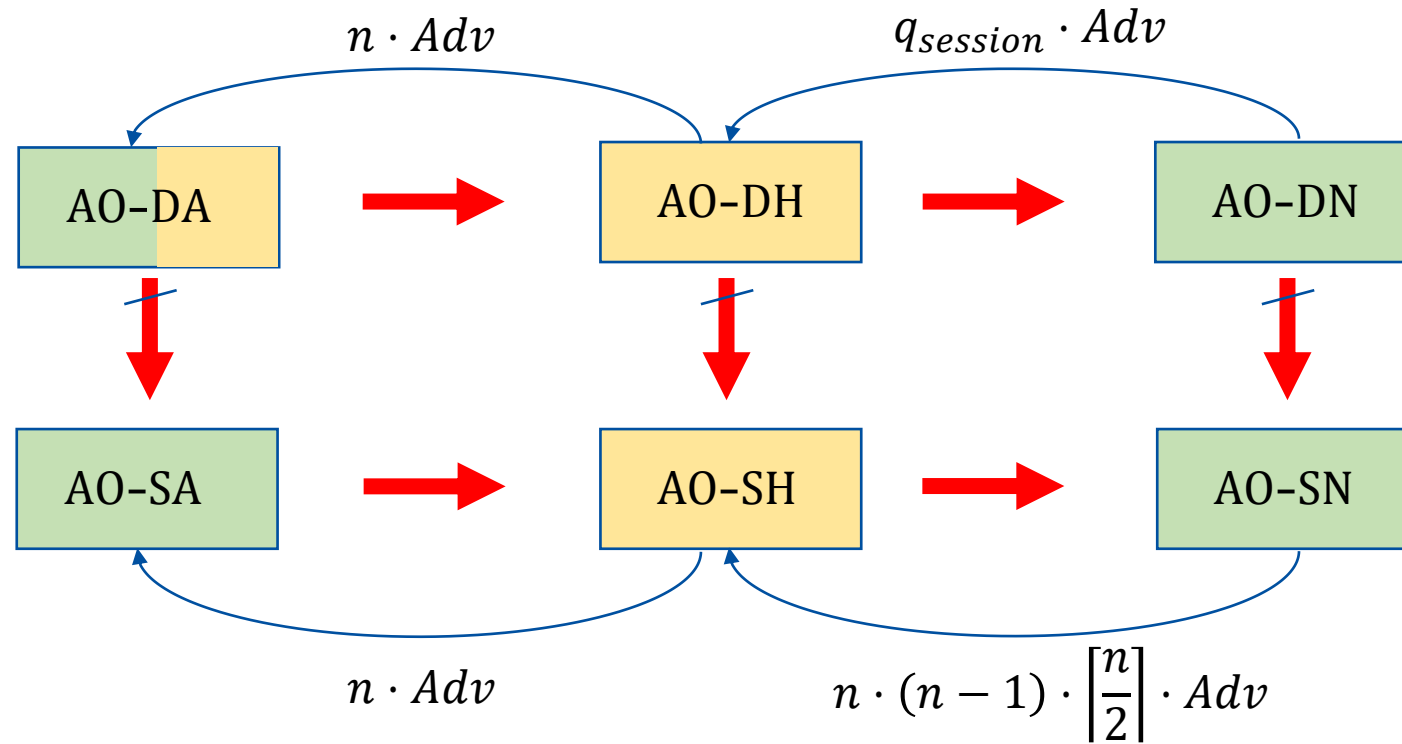 n · Adv
q_session · Adv
AO–DA
AO–DH
AO–DN
AO–SA
AO–SH
AO–SN
n · Adv
n · (n − 1) · ⌈n/2⌉ · Adv